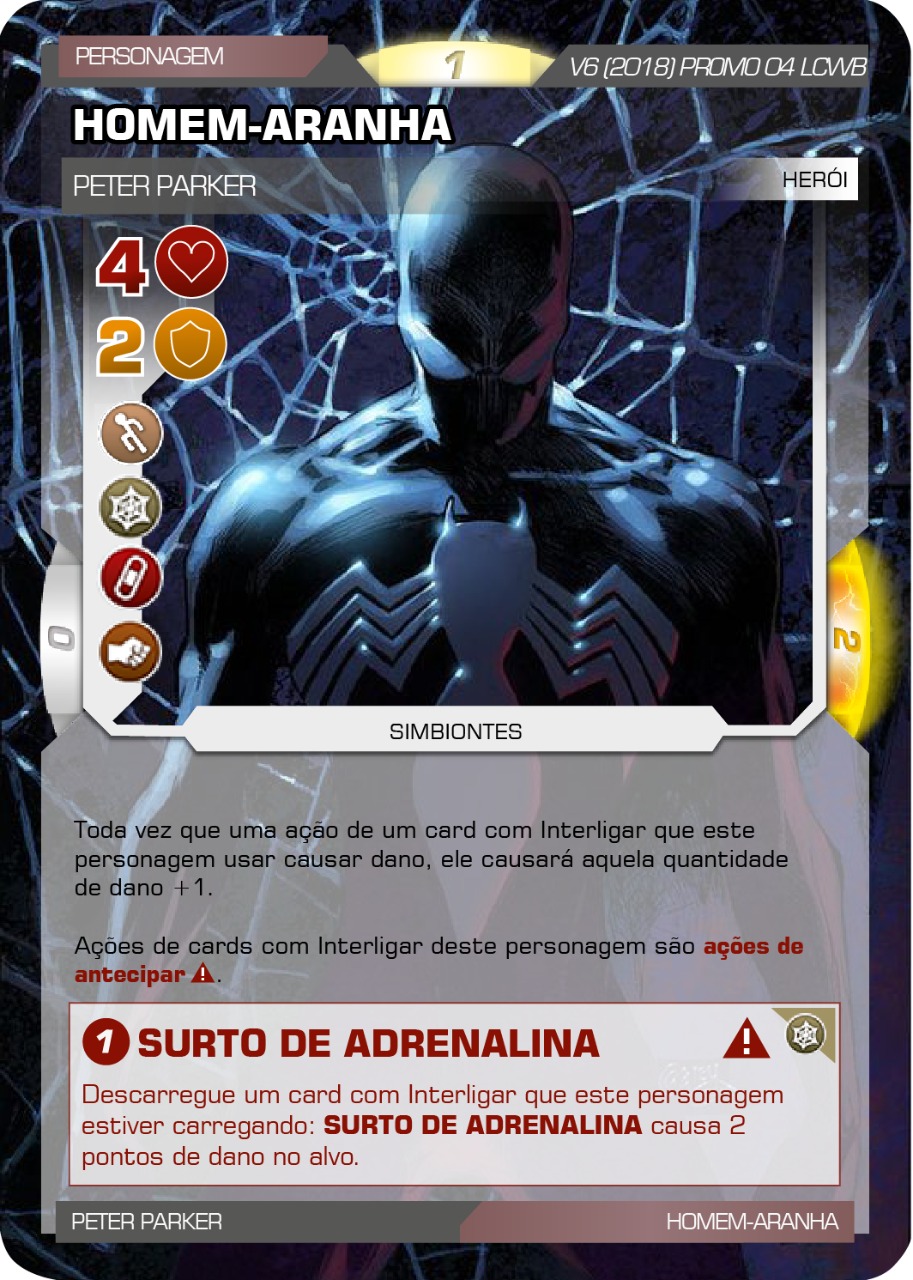 PERSONAGEM
1
V6 (2018) PROMO 04 LCWB
HOMEM-ARANHA
PETER PARKER
HERÓI
4
2
0
2
SIMBIONTES
Toda vez que uma ação de um card com Interligar que este
personagem usar causar dano, ele causará aquela quantidade
de dano +1.
Ações de cards com Interligar deste personagem são ações de
antecipar ⚠.
1 SURTO DE ADRENALINA
Descarregue um card com Interligar que este personagem
estiver carregando: SURTO DE ADRENALINA causa 2
pontos de dano no alvo.
PETER PARKER
HOMEM-ARANHA